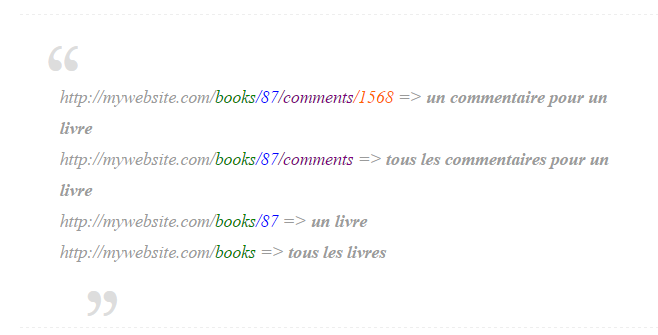 “
http://mywebsite.com/books/87/comments/1568 => un commentaire pour un
livre
http://mywebsite.com/books/87/comments => tous les commentaires pour un
livre
http://mywebsite.com/books/87 => un livre
http://mywebsite.com/books => tous les livres
”